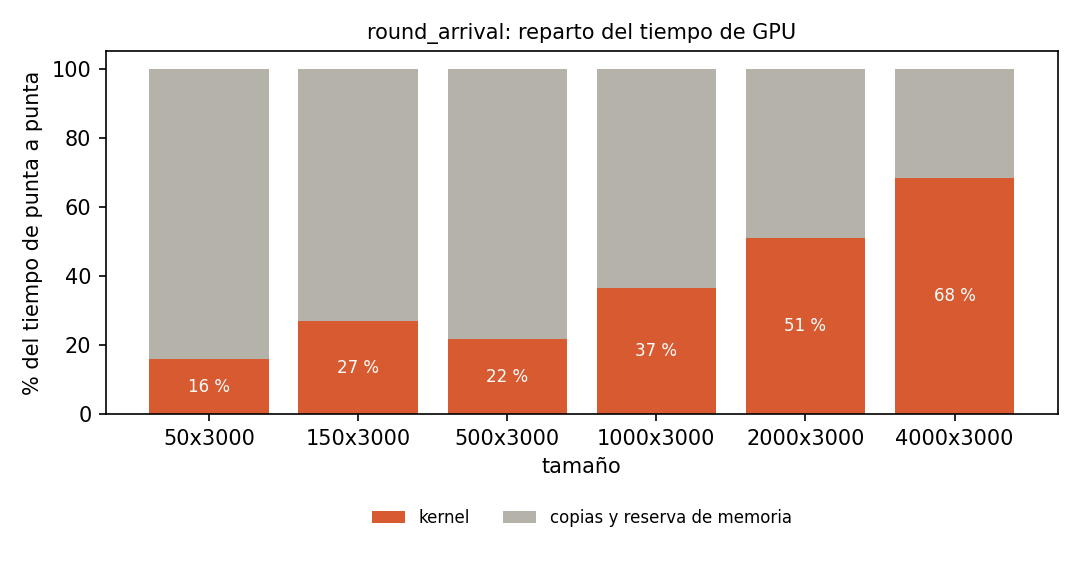 round_arrival: reparto del tiempo de GPU
% del tiempo de punta a punta
100
80
60
40
20
0
16 %
27 %
22 %
37 %
51 %
68 %
50x3000
150x3000
500x3000
1000x3000
2000x3000
4000x3000
tamaño
kernel
copias y reserva de memoria